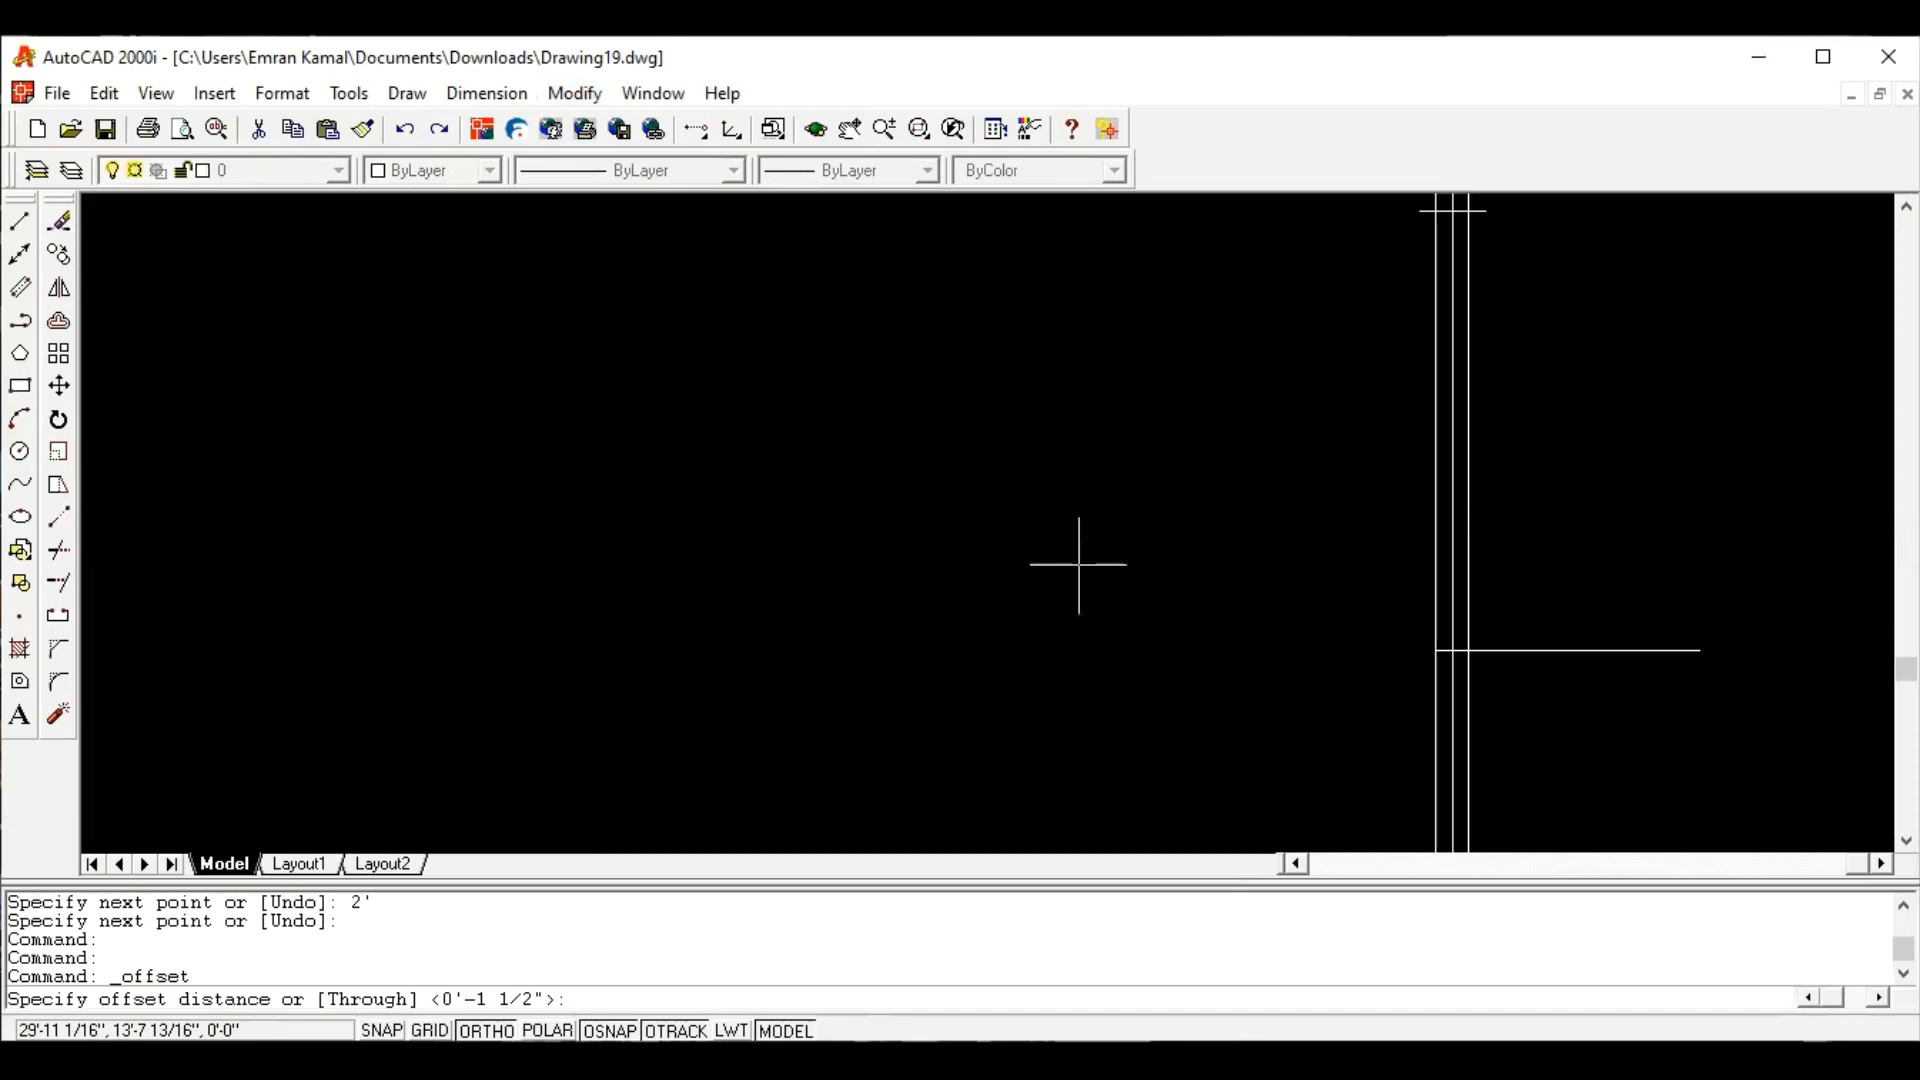 AutoCAD 2000i - [C:\Users\Emran Kamal\Documents\Downloads\Drawing19.dwg]
File Edit View Insert Format Tools Draw Dimension Modify Window Help
0 ByLayer ByLayer ByLayer ByColor
A
Model Layout1 Layout2
Specify next point or [Undo]: 2'
Specify next point or [Undo]:
Command:
Command:
Command: _offset
Specify offset distance or [Through] <0'-1 1/2">:
29'-11 1/16", 13'-7 13/16", 0'-0" SNAP GRID ORTHO POLAR OSNAP OTRACK LWT MODEL